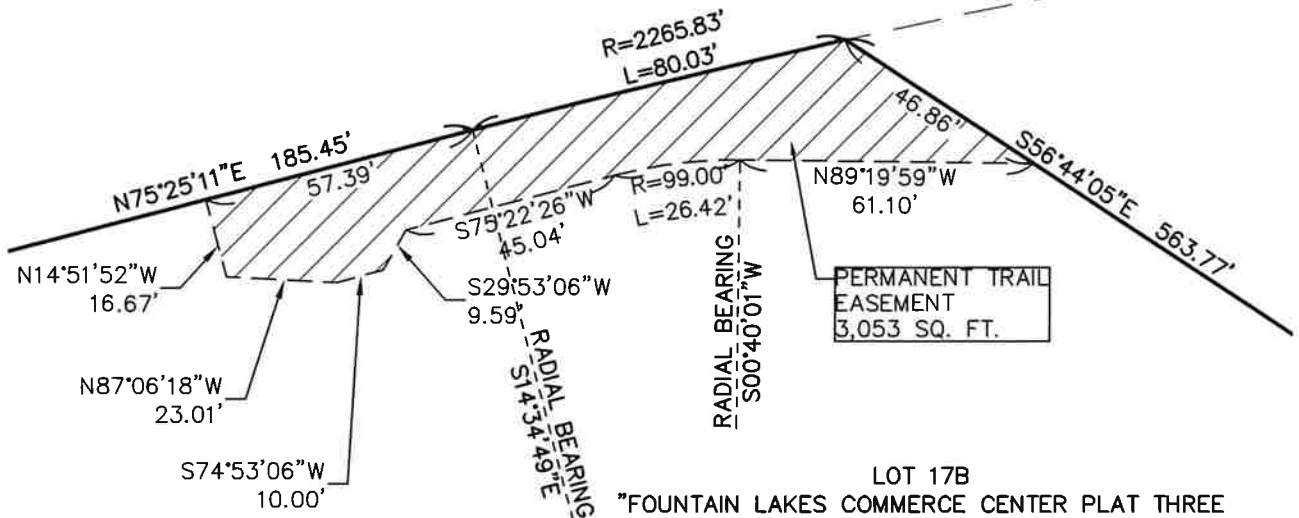 R=2265.83'
L=80.03'
46.86'
N75°25'11"E 185.45'
57.39'
S56°44'05"E 563.77'
R=99.00'
L=26.42'
N89°19'59"W
61.10'
S75°22'26"W
45.04'
N14°51'52"W
16.67'
S29°53'06"W
9.59'
PERMANENT TRAIL
EASEMENT
3,053 SQ. FT.
RADIAL BEARING
S00°40'01"W
RADIAL BEARING
S14°34'49"E
N87°06'18"W
23.01'
S74°53'06"W
10.00'
LOT 17B
"FOUNTAIN LAKES COMMERCE CENTER PLAT THREE